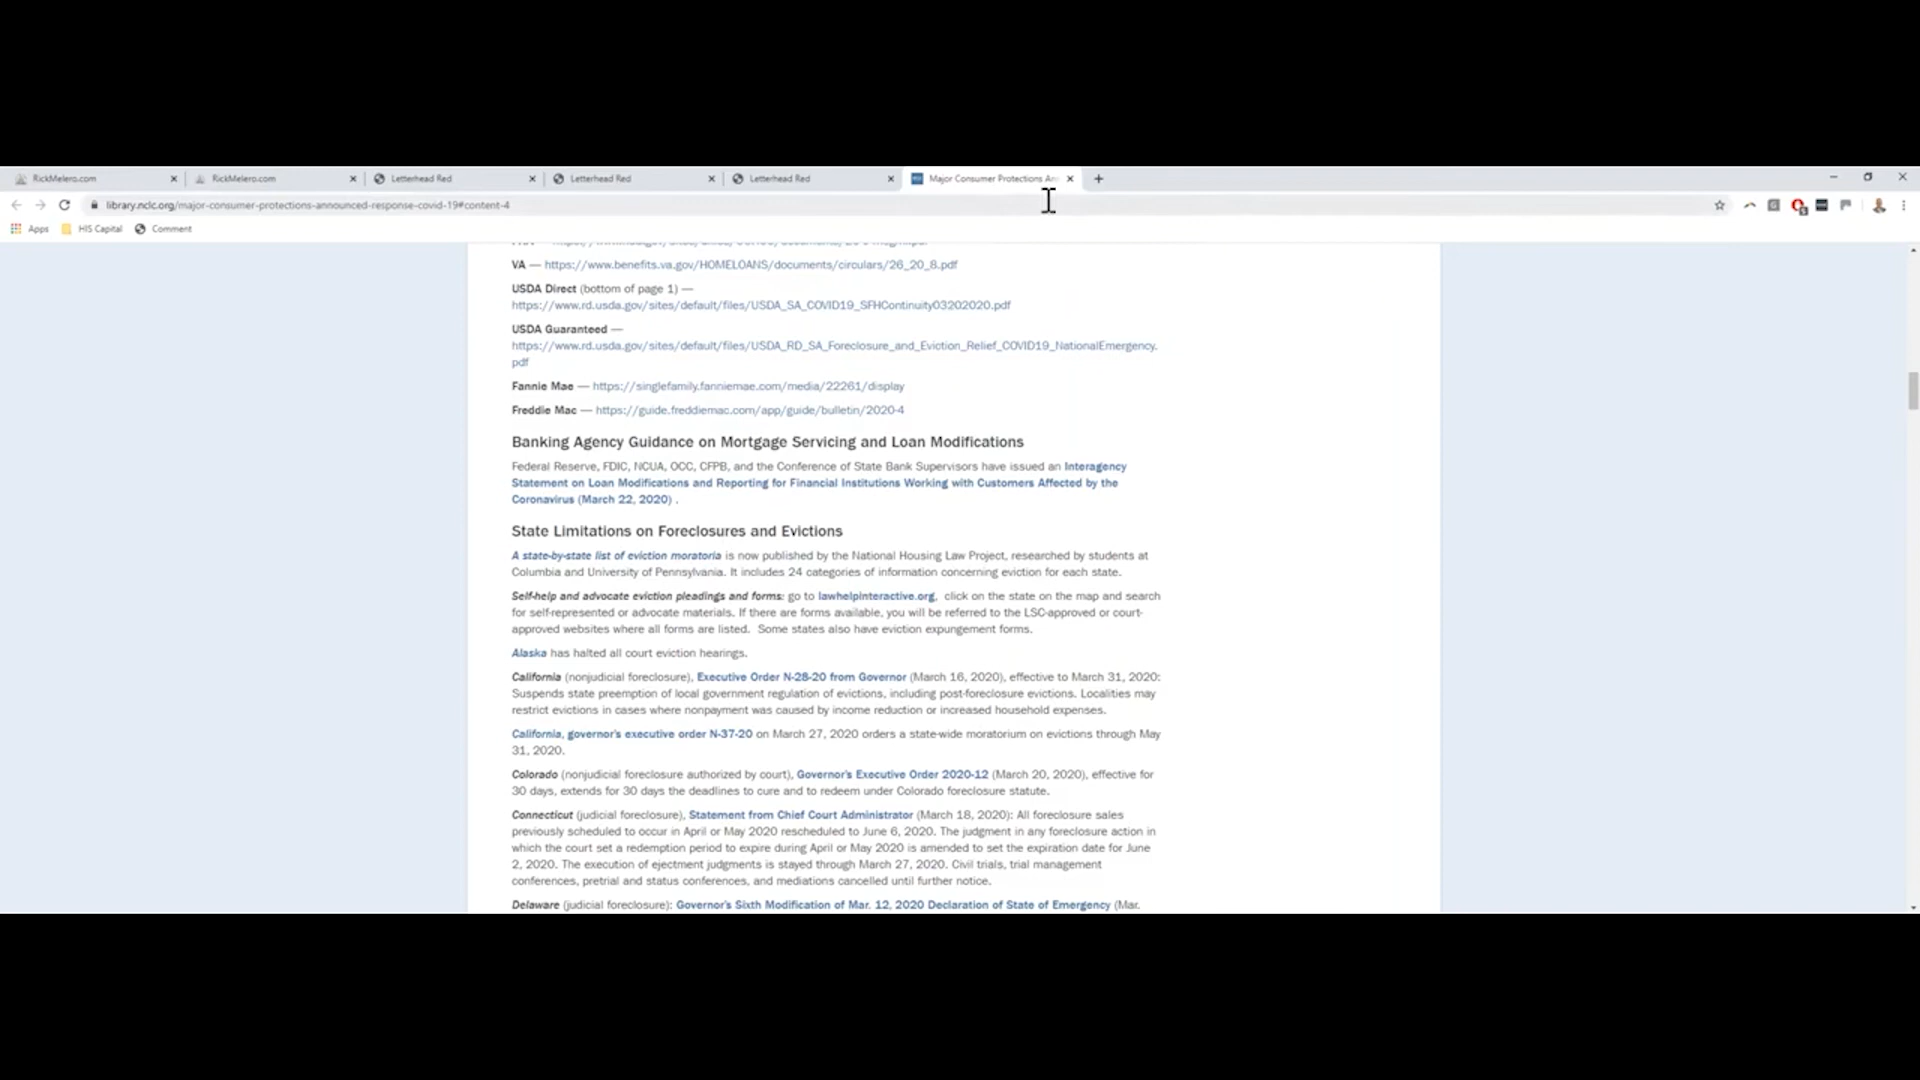 RickMelero.com
RickMelero.com
Letterhead Red
Letterhead Red
Letterhead Red
Major Consumer Protections An
library.nclc.org/major-consumer-protections-announced-response-covid-19#content-4
Apps
HIS Capital
Comment
VA — https://www.benefits.va.gov/HOMELOANS/documents/circulars/26_20_8.pdf
USDA Direct (bottom of page 1) —
https://www.rd.usda.gov/sites/default/files/USDA_SA_COVID19_SFHContinuity03202020.pdf
USDA Guaranteed —
https://www.rd.usda.gov/sites/default/files/USDA_RD_SA_Foreclosure_and_Eviction_Relief_COVID19_NationalEmergency.
pdf
Fannie Mae — https://singlefamily.fanniemae.com/media/22261/display
Freddie Mac — https://guide.freddiemac.com/app/guide/bulletin/2020-4
Banking Agency Guidance on Mortgage Servicing and Loan Modifications
Federal Reserve, FDIC, NCUA, OCC, CFPB, and the Conference of State Bank Supervisors have issued an Interagency
Statement on Loan Modifications and Reporting for Financial Institutions Working with Customers Affected by the
Coronavirus (March 22, 2020) .
State Limitations on Foreclosures and Evictions
A state-by-state list of eviction moratoria is now published by the National Housing Law Project, researched by students at
Columbia and University of Pennsylvania. It includes 24 categories of information concerning eviction for each state.
Self-help and advocate eviction pleadings and forms: go to lawhelpinteractive.org, click on the state on the map and search
for self-represented or advocate materials. If there are forms available, you will be referred to the LSC-approved or court-
approved websites where all forms are listed. Some states also have eviction expungement forms.
Alaska has halted all court eviction hearings.
California (nonjudicial foreclosure), Executive Order N-28-20 from Governor (March 16, 2020), effective to March 31, 2020:
Suspends state preemption of local government regulation of evictions, including post-foreclosure evictions. Localities may
restrict evictions in cases where nonpayment was caused by income reduction or increased household expenses.
California, governor's executive order N-37-20 on March 27, 2020 orders a state-wide moratorium on evictions through May
31, 2020.
Colorado (nonjudicial foreclosure authorized by court), Governor's Executive Order 2020-12 (March 20, 2020), effective for
30 days, extends for 30 days the deadlines to cure and to redeem under Colorado foreclosure statute.
Connecticut (judicial foreclosure), Statement from Chief Court Administrator (March 18, 2020): All foreclosure sales
previously scheduled to occur in April or May 2020 rescheduled to June 6, 2020. The judgment in any foreclosure action in
which the court set a redemption period to expire during April or May 2020 is amended to set the expiration date for June
2, 2020. The execution of ejectment judgments is stayed through March 27, 2020. Civil trials, trial management
conferences, pretrial and status conferences, and mediations cancelled until further notice.
Delaware (judicial foreclosure): Governor's Sixth Modification of Mar. 12, 2020 Declaration of State of Emergency (Mar.